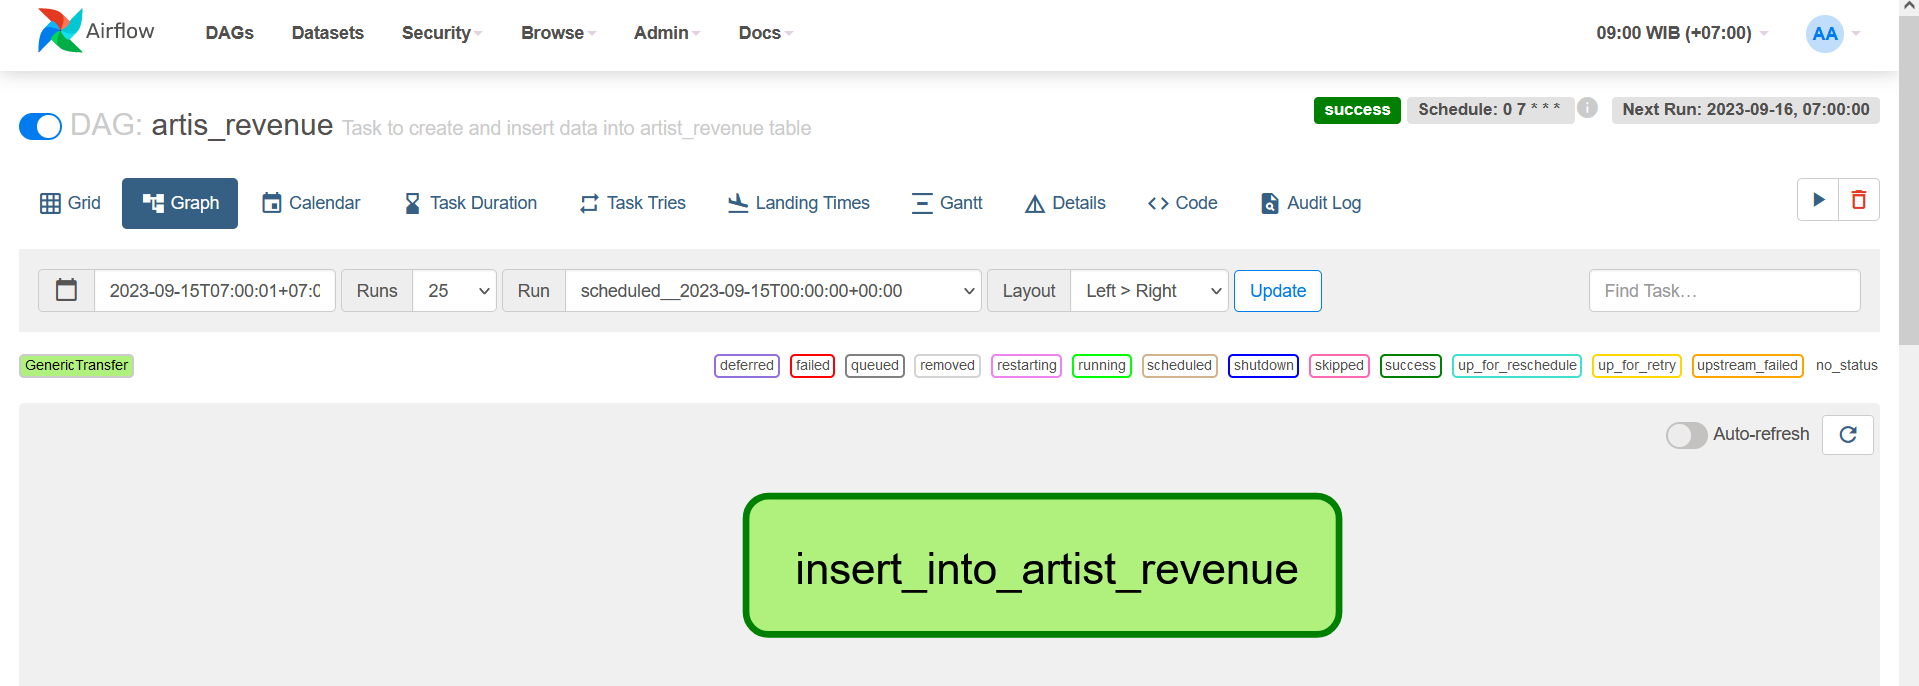 Airflow DAGs Datasets Security Browse Admin Docs 09:00 WIB (+07:00) AA
success Schedule: 0 7 * * * i Next Run: 2023-09-16, 07:00:00
DAG: artis_revenue Task to create and insert data into artist_revenue table
Grid Graph Calendar Task Duration Task Tries Landing Times Gantt Details Code Audit Log
2023-09-15T07:00:01+07:0 Runs 25 Run scheduled__2023-09-15T00:00:00+00:00 Layout Left > Right Update Find Task…
GenericTransfer deferred failed queued removed restarting running scheduled shutdown skipped success up_for_reschedule up_for_retry upstream_failed no_status
Auto-refresh
insert_into_artist_revenue